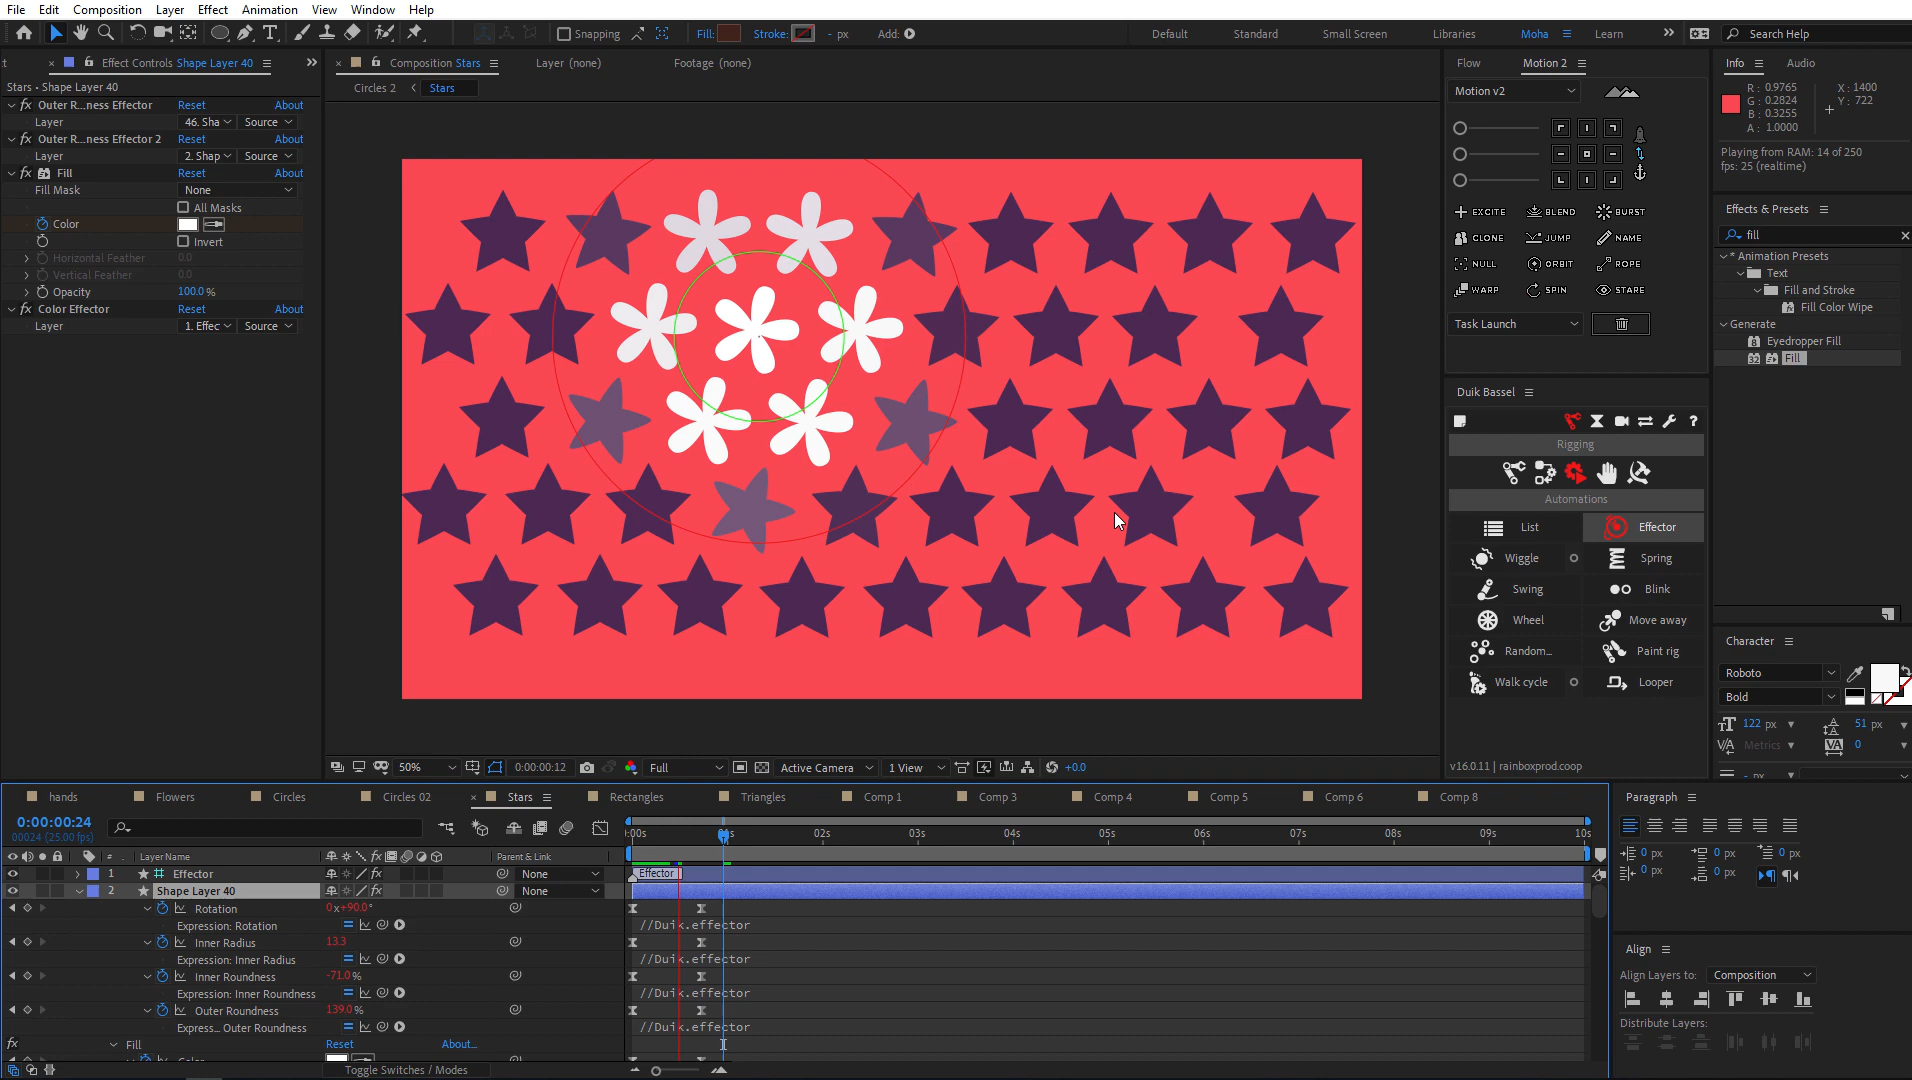 File Edit Composition Layer Effect Animation View Window Help
Snapping Fill: Stroke: - px Add: Default Standard Small Screen Libraries Moha Learn Search Help
Effect Controls Shape Layer 40
Composition Stars
Layer (none)
Footage (none)
Circles 2 Stars
Stars • Shape Layer 40
Outer R...ness Effector Reset About
Layer 46. Sha Source
Outer R...ness Effector 2 Reset About
Layer 2. Shap Source
Fill Reset About
Fill Mask None
All Masks
Color
Invert
Horizontal Feather 0.0
Vertical Feather 0.0
Opacity 100.0 %
Color Effector Reset About
Layer 1. Effec Source
50% 0:00:00:12 Full Active Camera 1 View +0.0
Flow Motion 2
Motion v2
EXCITE BLEND BURST
CLONE JUMP NAME
NULL ORBIT ROPE
WARP SPIN STARE
Task Launch
Duik Bassel
Rigging
Automations
List Effector
Wiggle Spring
Swing Blink
Wheel Move away
Random... Paint rig
Walk cycle Looper
v16.0.11 | rainboxprod.coop
Info Audio
R : 0.9765 X : 1400
G : 0.2824 Y : 722
B : 0.3255
A : 1.0000
Playing from RAM: 14 of 250
fps: 25 (realtime)
Effects & Presets
fill
* Animation Presets
Text
Fill and Stroke
Fill Color Wipe
Generate
Eyedropper Fill
Fill
Character
Roboto
Bold
122 px 51 px
Metrics 0
- px
hands Flowers Circles Circles 02 Stars Rectangles Triangles Comp 1 Comp 3 Comp 4 Comp 5 Comp 6 Comp 8
0:00:00:24
00024 (25.00 fps)
:00s 02s 03s 04s 05s 06s 07s 08s 09s 10s
# Layer Name Parent & Link
1 Effector None Effector
2 Shape Layer 40 None
Rotation 0x+90.0°
Expression: Rotation //Duik.effector
Inner Radius 13.3
Expression: Inner Radius //Duik.effector
Inner Roundness -71.0 %
Expression: Inner Roundness //Duik.effector
Outer Roundness 139.0 %
Express... Outer Roundness //Duik.effector
Fill Reset About...
Toggle Switches / Modes
Paragraph
0 px 0 px 0 px
0 px 0 px
Align
Align Layers to: Composition
Distribute Layers: